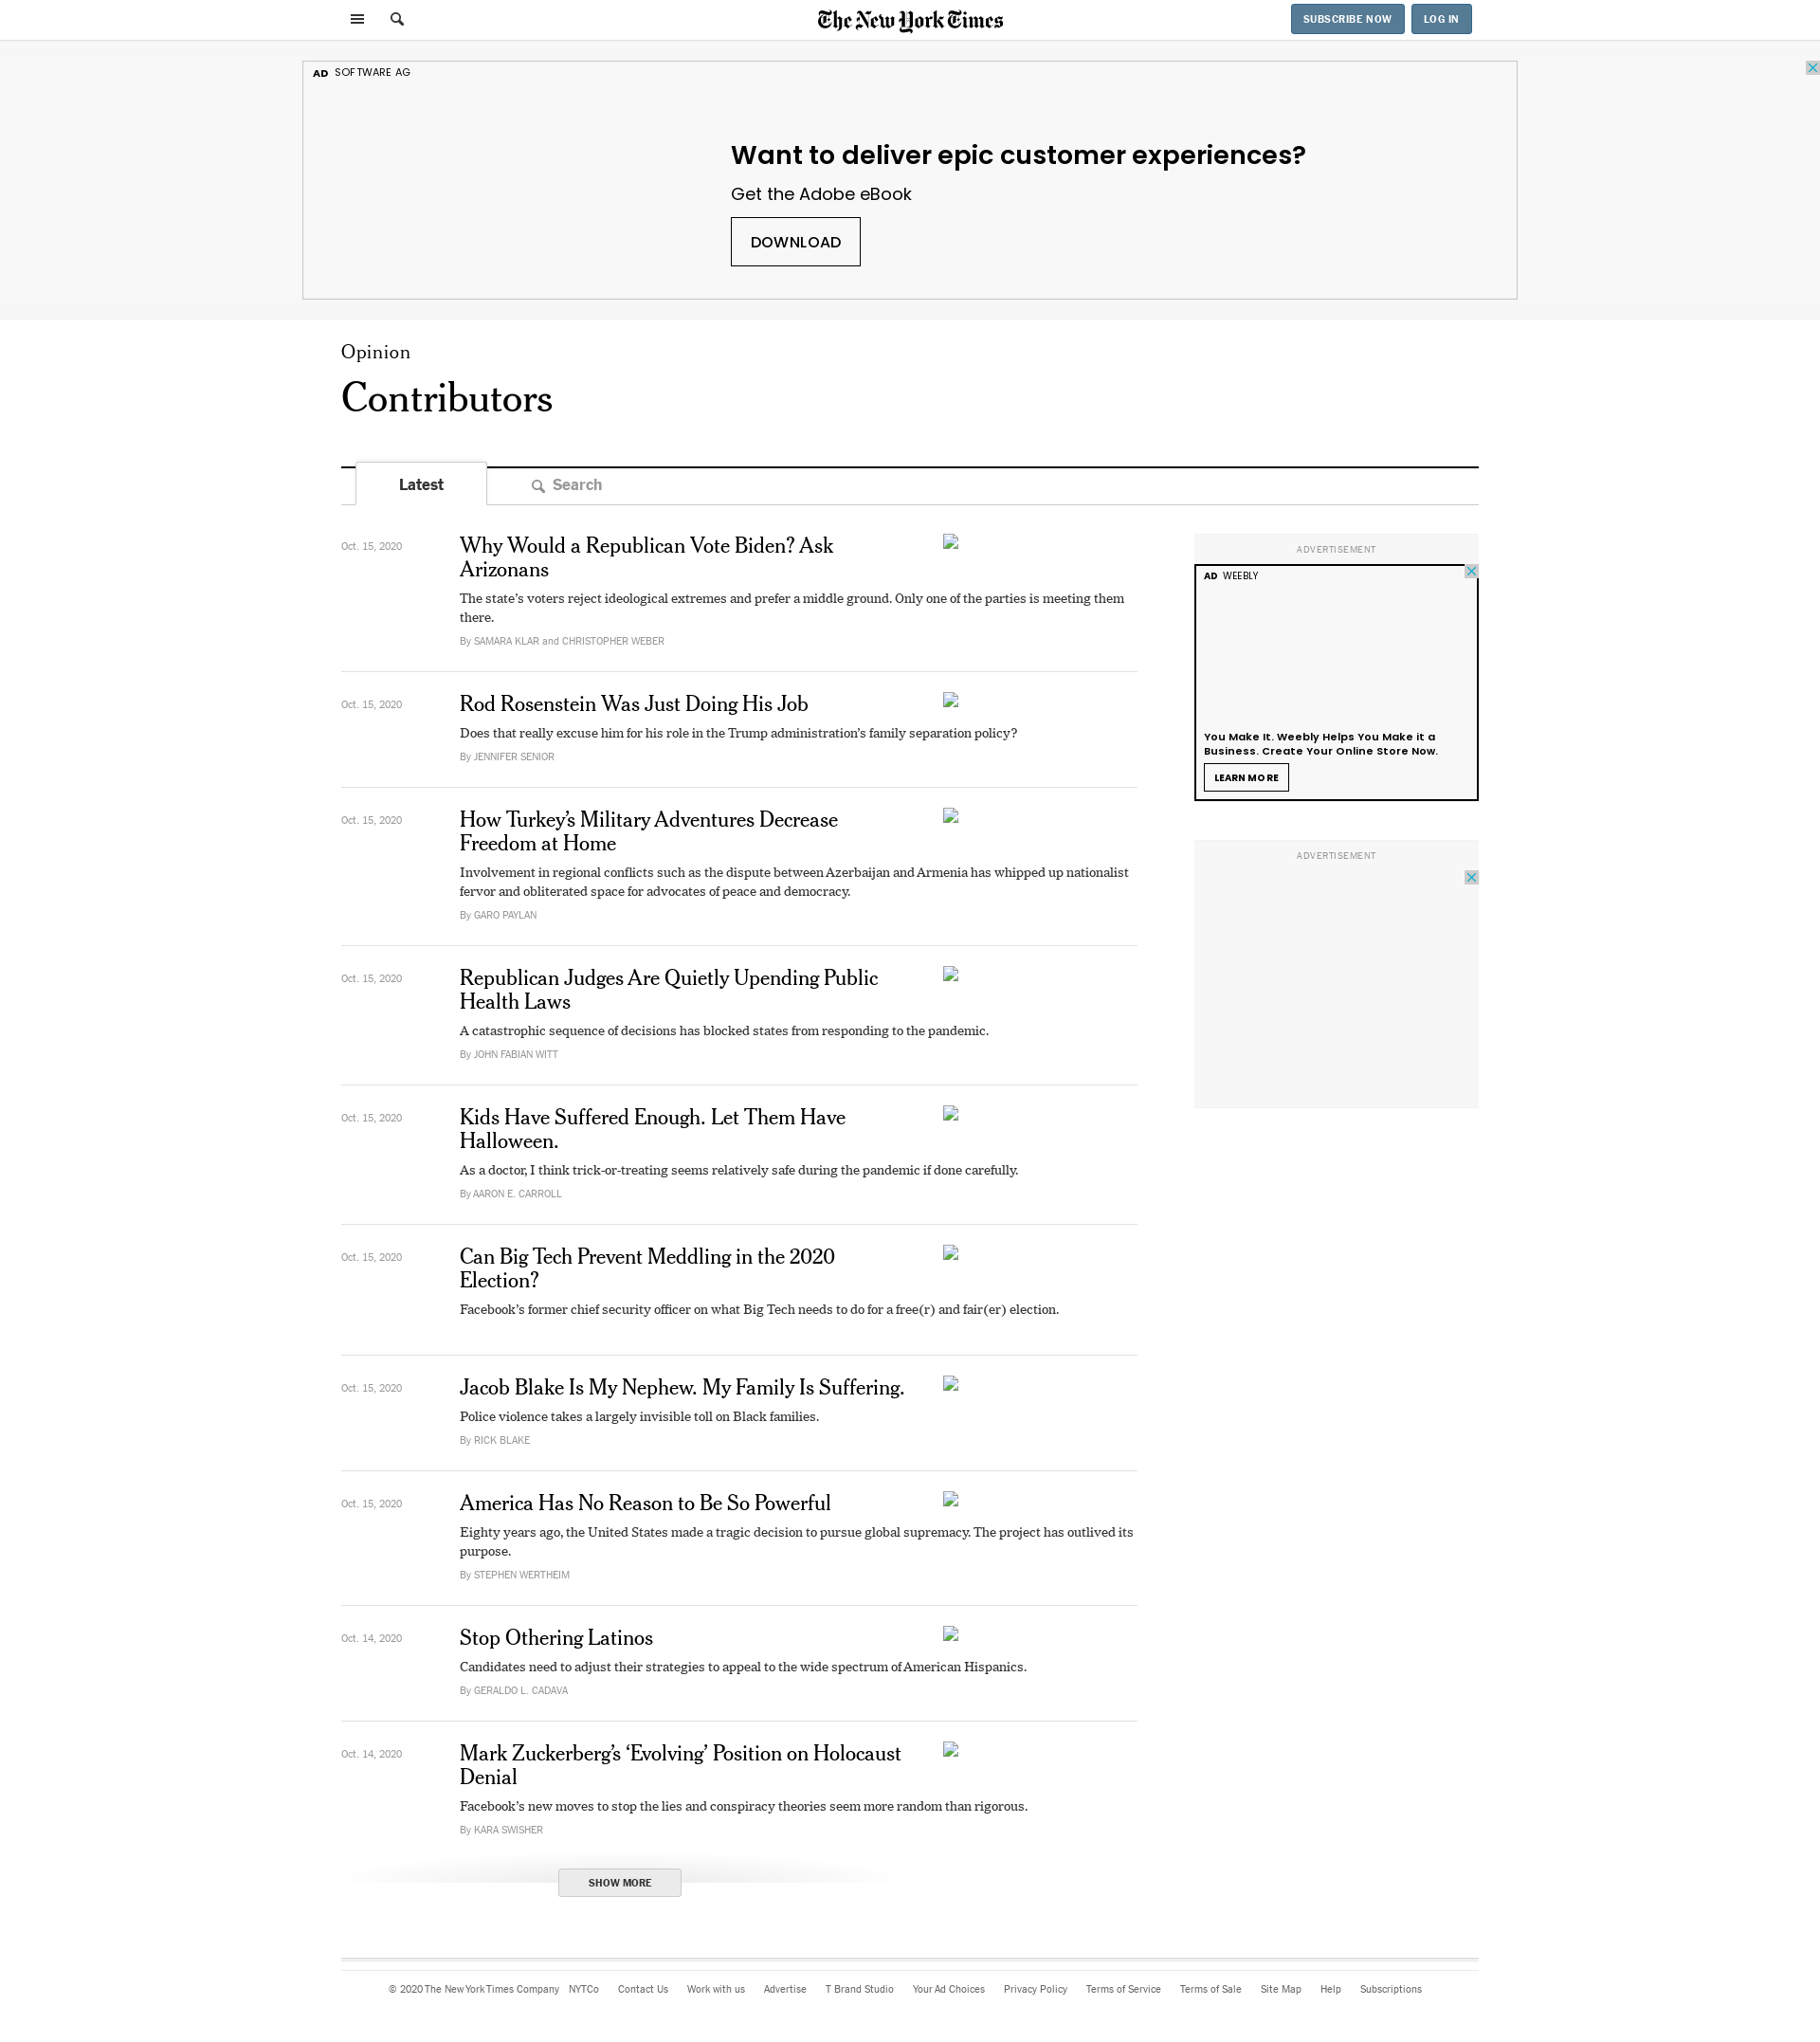 The New York Times
SUBSCRIBE NOW
LOG IN
AD SOFTWARE AG
Want to deliver epic customer experiences?
Get the Adobe eBook
DOWNLOAD
Opinion
Contributors
Latest
Search
Oct. 15, 2020
Why Would a Republican Vote Biden? Ask
Arizonans
The state’s voters reject ideological extremes and prefer a middle ground. Only one of the parties is meeting them
there.
By SAMARA KLAR and CHRISTOPHER WEBER
Oct. 15, 2020
Rod Rosenstein Was Just Doing His Job
Does that really excuse him for his role in the Trump administration’s family separation policy?
By JENNIFER SENIOR
Oct. 15, 2020
How Turkey’s Military Adventures Decrease
Freedom at Home
Involvement in regional conflicts such as the dispute between Azerbaijan and Armenia has whipped up nationalist
fervor and obliterated space for advocates of peace and democracy.
By GARO PAYLAN
Oct. 15, 2020
Republican Judges Are Quietly Upending Public
Health Laws
A catastrophic sequence of decisions has blocked states from responding to the pandemic.
By JOHN FABIAN WITT
Oct. 15, 2020
Kids Have Suffered Enough. Let Them Have
Halloween.
As a doctor, I think trick-or-treating seems relatively safe during the pandemic if done carefully.
By AARON E. CARROLL
Oct. 15, 2020
Can Big Tech Prevent Meddling in the 2020
Election?
Facebook’s former chief security officer on what Big Tech needs to do for a free(r) and fair(er) election.
Oct. 15, 2020
Jacob Blake Is My Nephew. My Family Is Suffering.
Police violence takes a largely invisible toll on Black families.
By RICK BLAKE
Oct. 15, 2020
America Has No Reason to Be So Powerful
Eighty years ago, the United States made a tragic decision to pursue global supremacy. The project has outlived its
purpose.
By STEPHEN WERTHEIM
Oct. 14, 2020
Stop Othering Latinos
Candidates need to adjust their strategies to appeal to the wide spectrum of American Hispanics.
By GERALDO L. CADAVA
Oct. 14, 2020
Mark Zuckerberg’s ‘Evolving’ Position on Holocaust
Denial
Facebook’s new moves to stop the lies and conspiracy theories seem more random than rigorous.
By KARA SWISHER
SHOW MORE
ADVERTISEMENT
AD WEEBLY
You Make It. Weebly Helps You Make it a
Business. Create Your Online Store Now.
LEARN MORE
ADVERTISEMENT
© 2020 The New York Times Company NYTCo Contact Us Work with us Advertise T Brand Studio Your Ad Choices Privacy Policy Terms of Service Terms of Sale Site Map Help Subscriptions